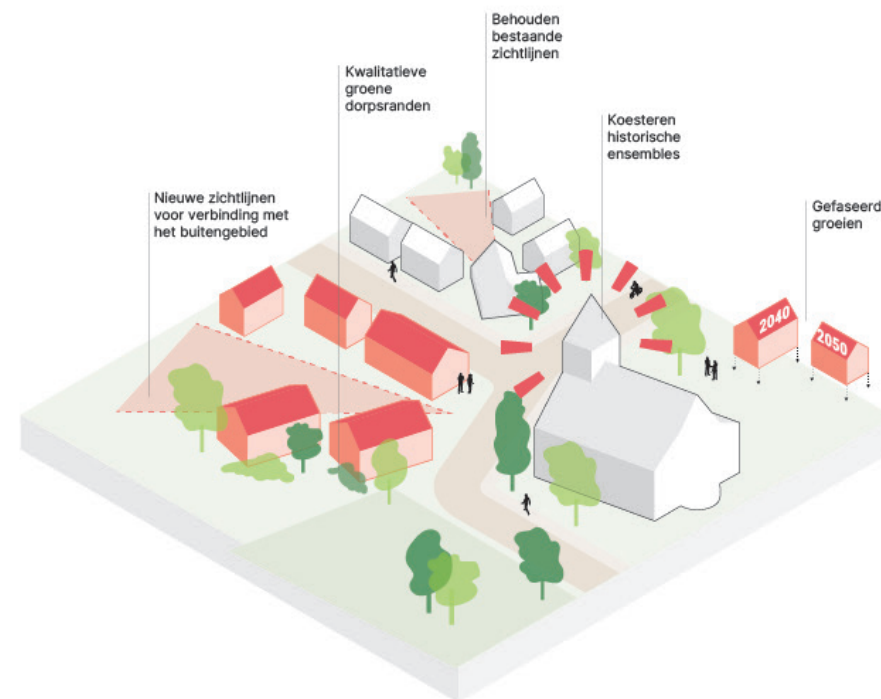 Behouden
bestaande
zichtlijnen
Kwalitatieve
groene
dorpsranden
Koesteren
historische
ensembles
Nieuwe zichtlijnen
voor verbinding met
het buitengebied
Gefaseerd
groeien
2040
2050